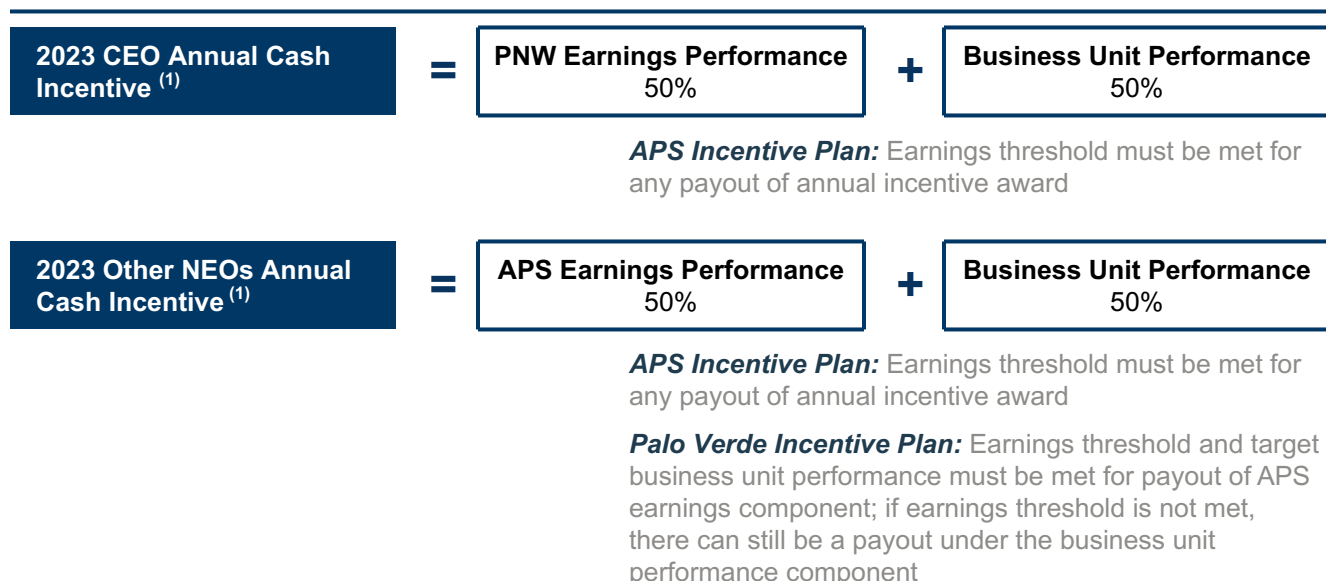 2023 CEO Annual Cash
Incentive (1)
=
PNW Earnings Performance
50%
+
Business Unit Performance
50%
APS Incentive Plan: Earnings threshold must be met for
any payout of annual incentive award
2023 Other NEOs Annual
Cash Incentive (1)
=
APS Earnings Performance
50%
+
Business Unit Performance
50%
APS Incentive Plan: Earnings threshold must be met for
any payout of annual incentive award
Palo Verde Incentive Plan: Earnings threshold and target
business unit performance must be met for payout of APS
earnings component; if earnings threshold is not met,
there can still be a payout under the business unit
performance component